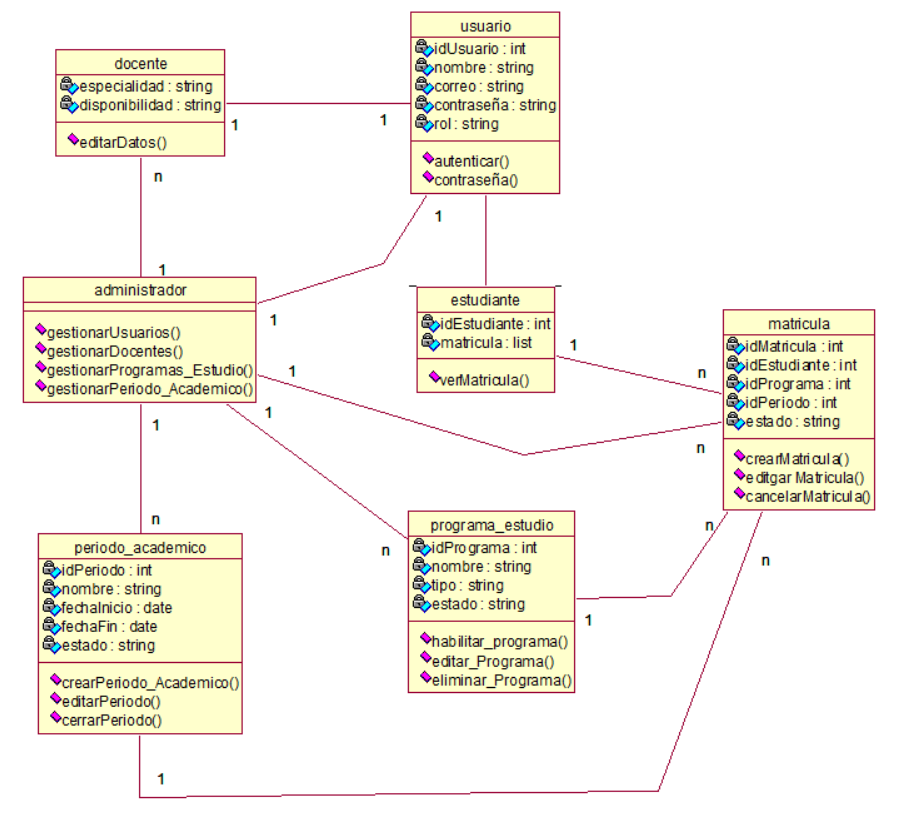 usuario
idUsuario : int
nombre : string
correo : string
contraseña : string
rol : string
autenticar()
contraseña()
docente
especialidad : string
disponibilidad : string
editarDatos()
1
1
n
1
1
1
administrador
gestionarUsuarios()
gestionarDocentes()
gestionarProgramas_Estudio()
gestionarPeriodo_Academico()
estudiante
idEstudiante : int
matricula : list
verMatricula()
1
n
matricula
idMatricula : int
idEstudiante : int
idPrograma : int
idPeriodo : int
estado : string
crearMatricula()
editgarMatricula()
cancelarMatricula()
1
n
1
n
1
n
periodo_academico
idPeriodo : int
nombre : string
fechaInicio : date
fechaFin : date
estado : string
crearPeriodo_Academico()
editarPeriodo()
cerrarPeriodo()
programa_estudio
idPrograma : int
nombre : string
tipo : string
estado : string
habilitar_programa()
editar_Programa()
eliminar_Programa()
n
1
n
1